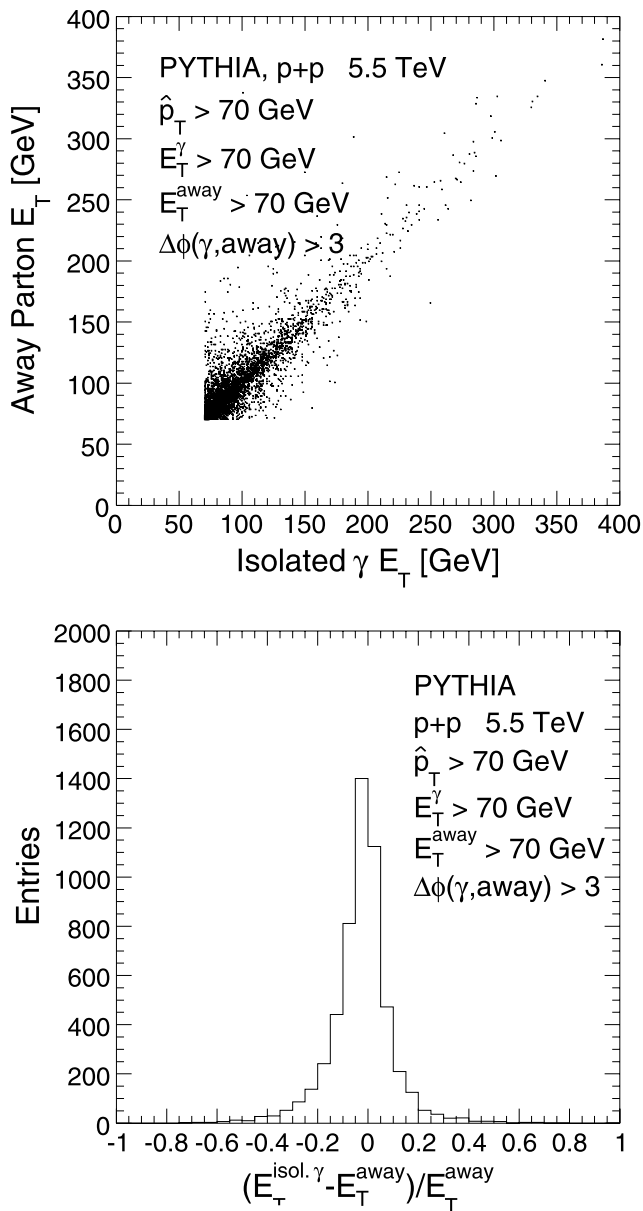 400
350
300
250
200
150
100
50
0
Away Parton E_T [GeV]
PYTHIA, p+p 5.5 TeV
p̂_T > 70 GeV
E_T^γ > 70 GeV
E_T^away > 70 GeV
Δϕ(γ,away) > 3
0 50 100 150 200 250 300 350 400
Isolated γ E_T [GeV]
2000
1800
1600
1400
1200
1000
800
600
400
200
0
Entries
PYTHIA
p+p 5.5 TeV
p̂_T > 70 GeV
E_T^γ > 70 GeV
E_T^away > 70 GeV
Δϕ(γ,away) > 3
-1 -0.8 -0.6 -0.4 -0.2 0 0.2 0.4 0.6 0.8 1
(E_T^isol. γ-E_T^away)/E_T^away